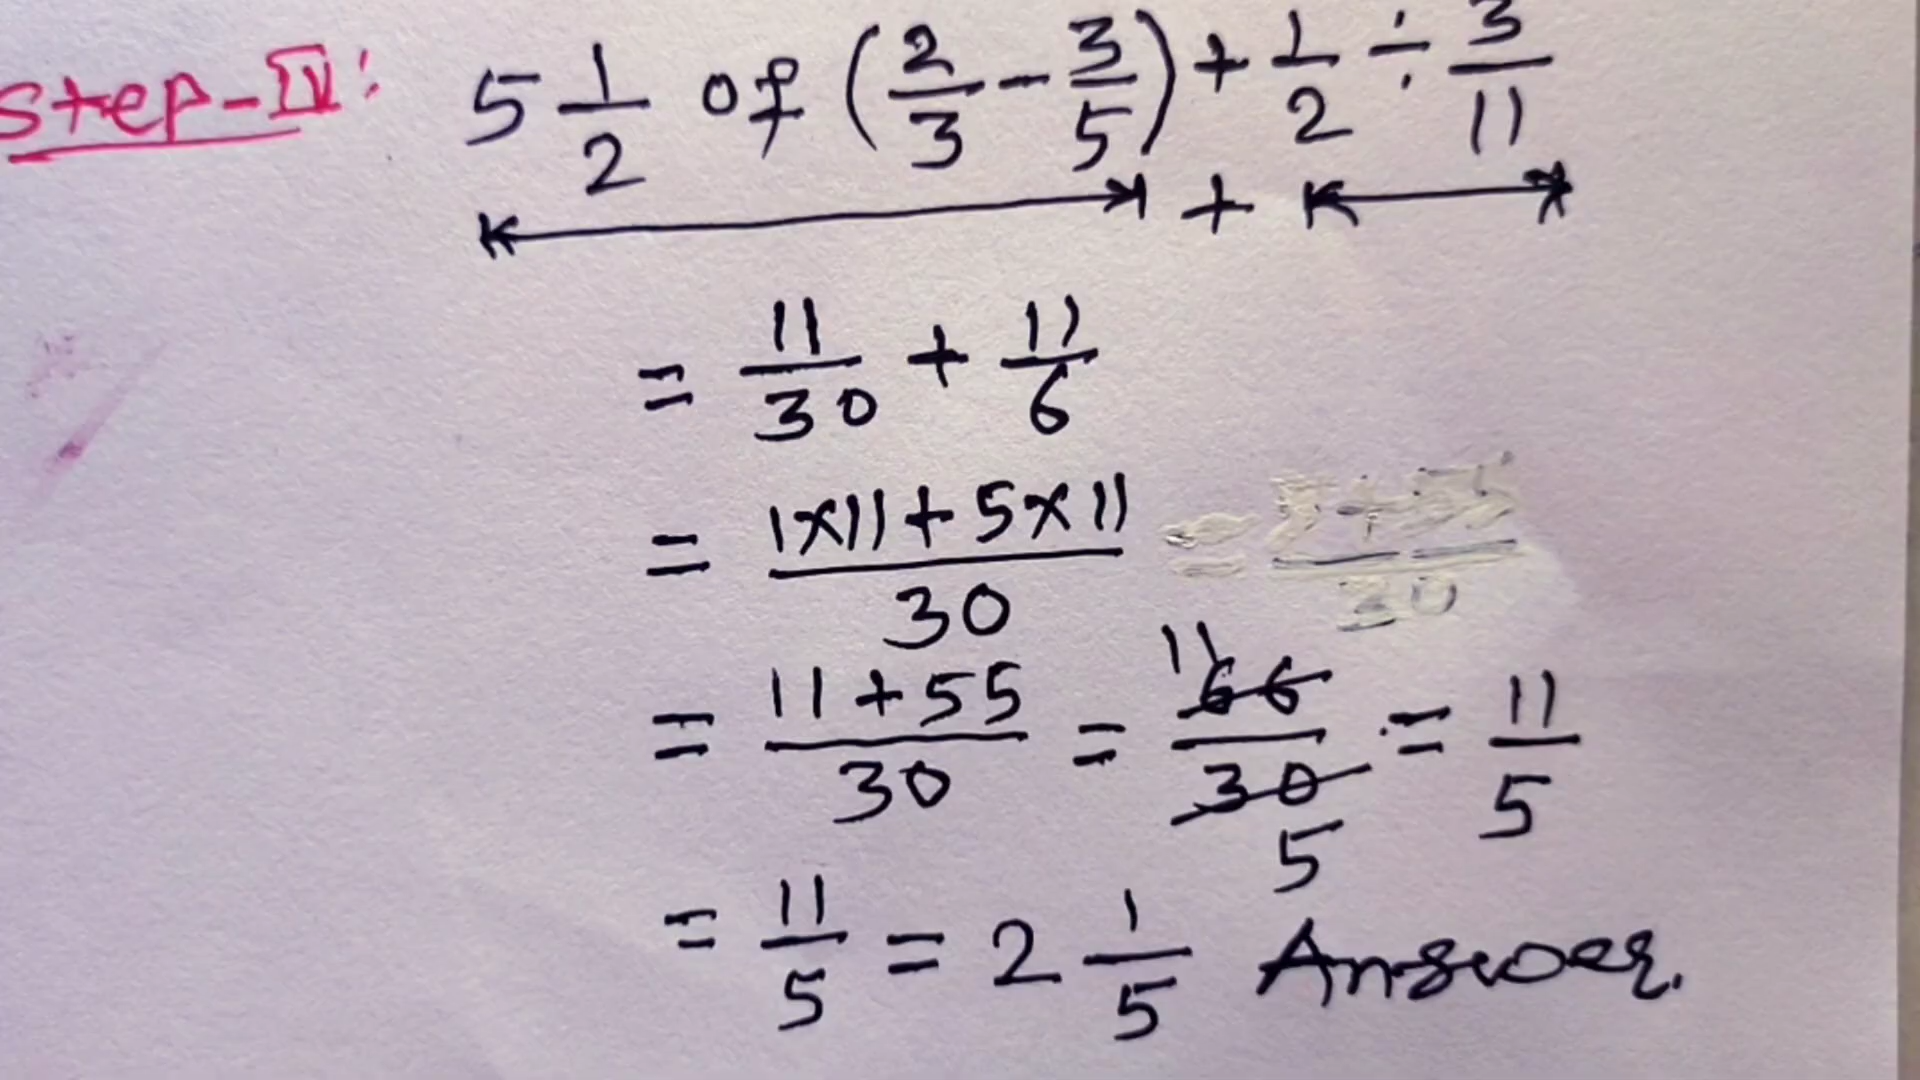 Step-IV: 5 1/2 of (2/3 - 3/5) + 1/2 ÷ 3/11
+
= 11/30 + 11/6
= 1×11+5×11/30
= 11+55/30 = 11 66/30 5 = 11/5
= 11/5 = 2 1/5 Answer.